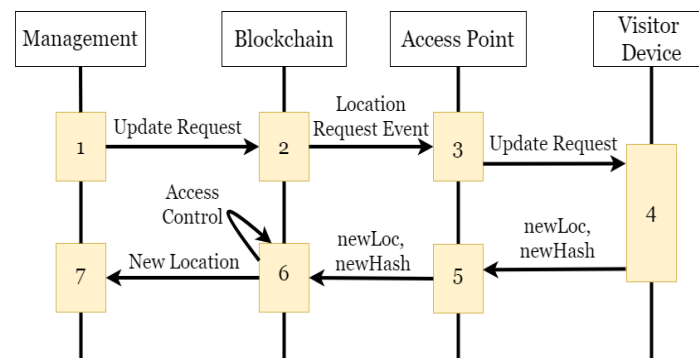 Management
Blockchain
Access Point
Visitor
Device
1
Update Request
2
Location
Request Event
3
Update Request
4
Access
Control
7
New Location
6
newLoc,
newHash
5
newLoc,
newHash